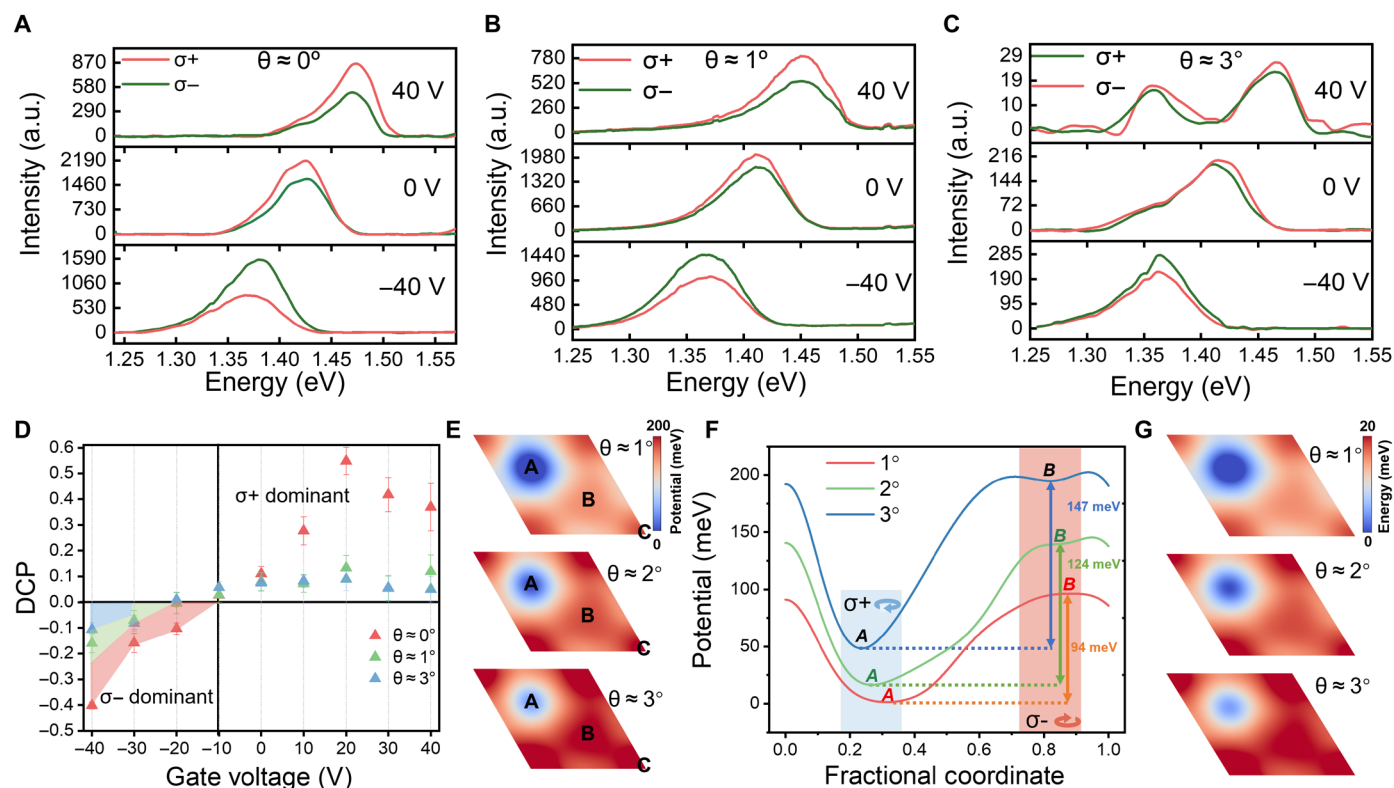 A
σ+
σ−
θ ≈ 0°
40 V
0 V
−40 V
870
580
290
0
2190
1460
730
0
1590
1060
530
0
1.25 1.30 1.35 1.40 1.45 1.50 1.55
Intensity (a.u.)
Energy (eV)
B
σ+
σ−
θ ≈ 1°
40 V
0 V
−40 V
780
520
260
0
1980
1320
660
0
1440
960
480
0
1.25 1.30 1.35 1.40 1.45 1.50 1.55
Intensity (a.u.)
Energy (eV)
C
σ+
σ−
θ ≈ 3°
40 V
0 V
−40 V
29
18
10
0
216
144
72
0
285
190
95
0
1.25 1.30 1.35 1.40 1.45 1.50 1.55
Intensity (a.u.)
Energy (eV)
D
0.6
0.5
0.4
0.3
0.2
0.1
0.0
−0.1
−0.2
−0.3
−0.4
−0.5
DCP
σ+ dominant
σ− dominant
θ ≈ 0°
θ ≈ 1°
θ ≈ 3°
−40 −30 −20 −10 0 10 20 30 40
Gate voltage (V)
E
θ ≈ 1°
200
Potential (meV)
0
A
B
C
θ ≈ 2°
A
B
C
θ ≈ 3°
A
B
C
F
1°
2°
3°
200
150
100
50
0
Potential (meV)
σ+
σ−
A
A
A
B
B
B
147 meV
124 meV
94 meV
0.0 0.2 0.4 0.6 0.8 1.0
Fractional coordinate
G
θ ≈ 1°
20
Energy (meV)
0
θ ≈ 2°
θ ≈ 3°